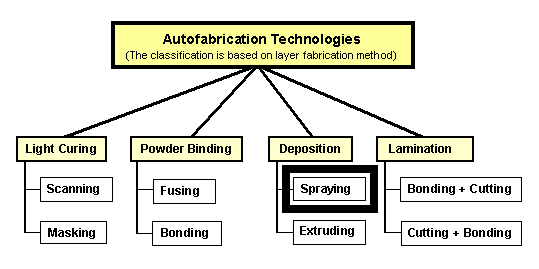 Autofabrication Technologies
(The classification is based on layer fabrication method)
Light Curing
Powder Binding
Deposition
Lamination
Scanning
Fusing
Spraying
Bonding + Cutting
Masking
Bonding
Extruding
Cutting + Bonding